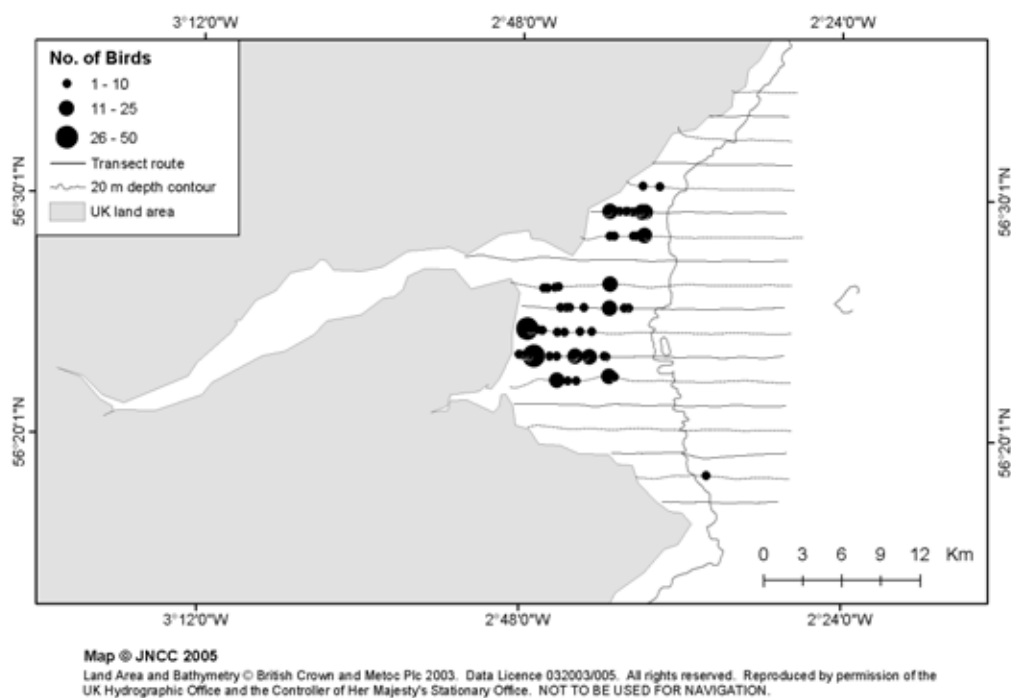 3°12'0"W 2°48'0"W 2°24'0"W
No. of Birds
1 - 10
11 - 25
26 - 50
Transect route
20 m depth contour
UK land area
56°30'1"N 56°30'1"N
56°20'1"N 56°20'1"N
0 3 6 9 12 Km
3°12'0"W 2°48'0"W 2°24'0"W
Map © JNCC 2005
Land Area and Bathymetry © British Crown and Metoc Plc 2003. Data Licence 032003/005. All rights reserved. Reproduced by permission of the
UK Hydrographic Office and the Controller of Her Majesty's Stationary Office. NOT TO BE USED FOR NAVIGATION.